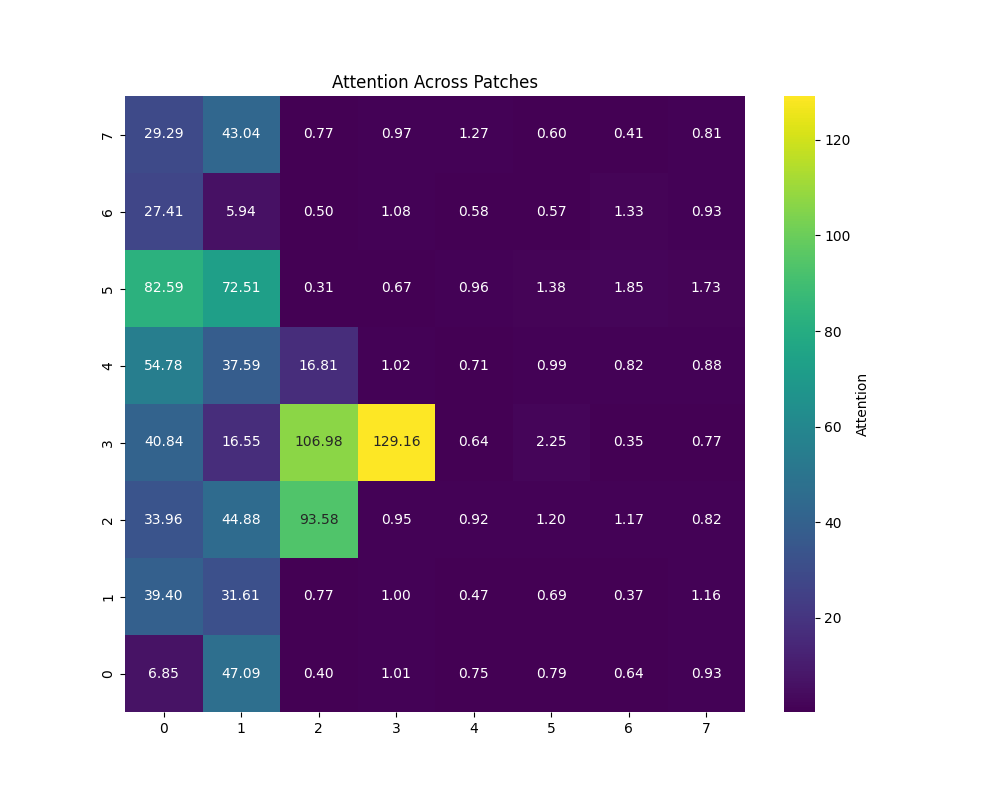 Attention Across Patches
7 29.29 43.04 0.77 0.97 1.27 0.60 0.41 0.81
6 27.41 5.94 0.50 1.08 0.58 0.57 1.33 0.93
5 82.59 72.51 0.31 0.67 0.96 1.38 1.85 1.73
4 54.78 37.59 16.81 1.02 0.71 0.99 0.82 0.88
3 40.84 16.55 106.98 129.16 0.64 2.25 0.35 0.77
2 33.96 44.88 93.58 0.95 0.92 1.20 1.17 0.82
1 39.40 31.61 0.77 1.00 0.47 0.69 0.37 1.16
0 6.85 47.09 0.40 1.01 0.75 0.79 0.64 0.93
0 1 2 3 4 5 6 7
120
100
80
60
40
20
Attention